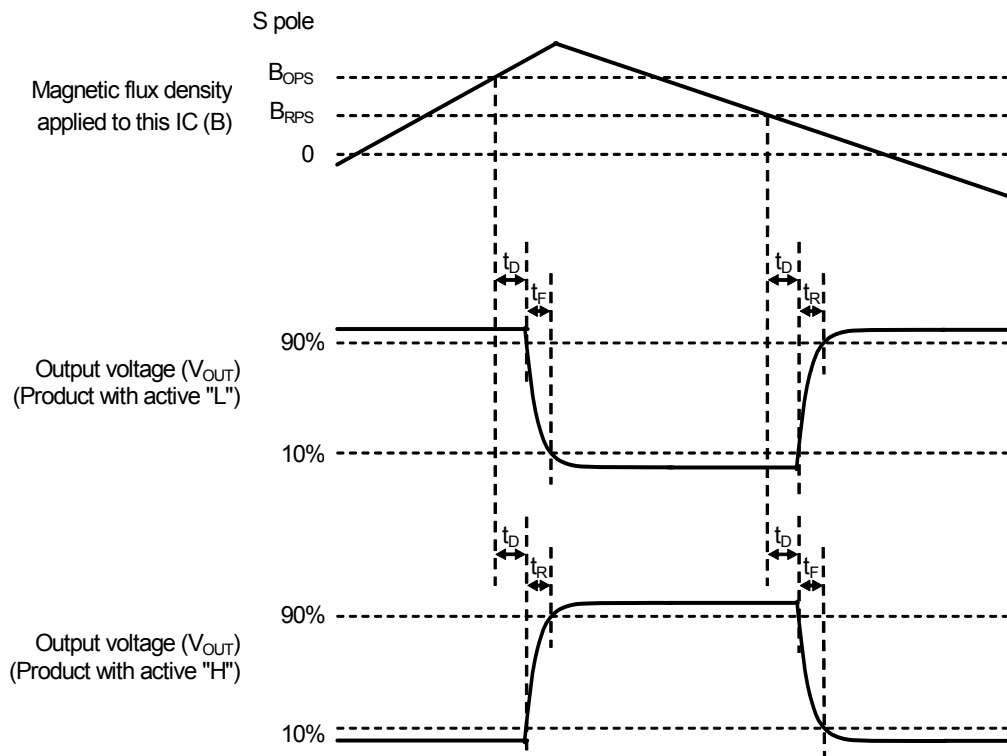 S pole
Magnetic flux density
applied to this IC (B)
BOPS
BRPS
0
tD
tF
tD
tR
Output voltage (VOUT)
(Product with active "L")
90%
10%
tD
tR
tD
tF
Output voltage (VOUT)
(Product with active "H")
90%
10%